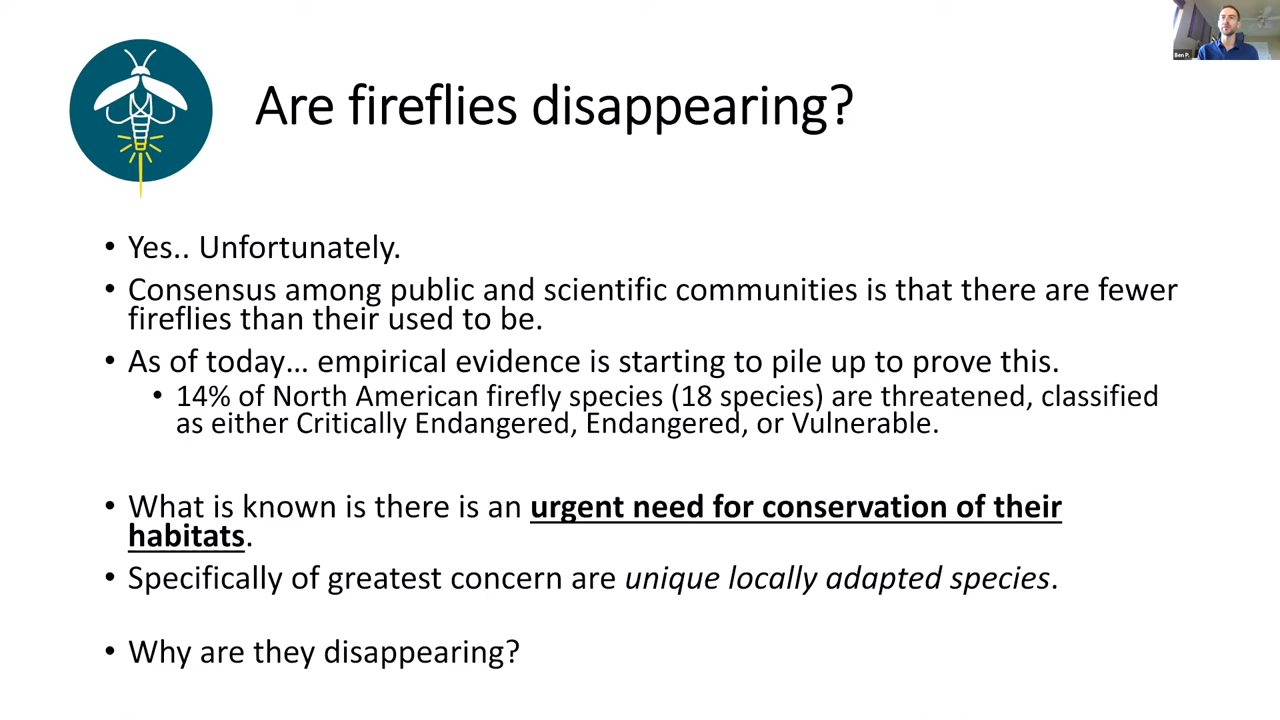 Are fireflies disappearing?
Ben P.
• Yes.. Unfortunately.
• Consensus among public and scientific communities is that there are fewer
fireflies than their used to be.
• As of today... empirical evidence is starting to pile up to prove this.
• 14% of North American firefly species (18 species) are threatened, classified
as either Critically Endangered, Endangered, or Vulnerable.
• What is known is there is an urgent need for conservation of their
habitats.
• Specifically of greatest concern are unique locally adapted species.
• Why are they disappearing?